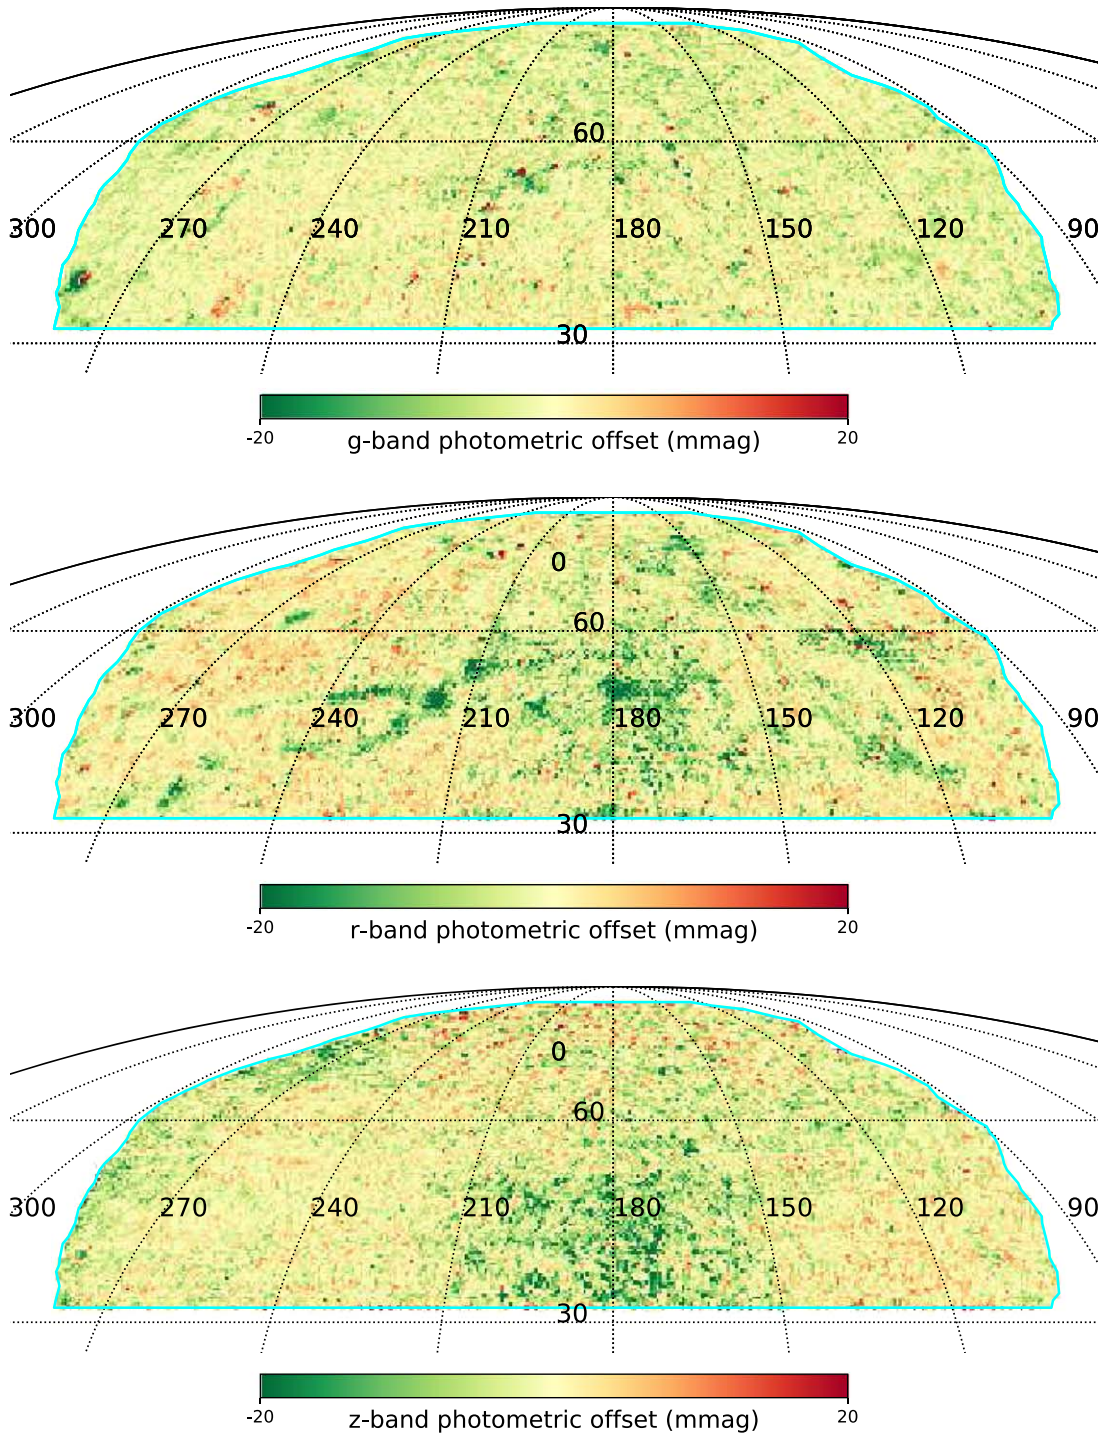 60
300 270 240 210 180 150 120 90
30
-20 20
g-band photometric offset (mmag)
0
60
300 270 240 210 180 150 120 90
30
-20 20
r-band photometric offset (mmag)
0
60
300 270 240 210 180 150 120 90
30
-20 20
z-band photometric offset (mmag)